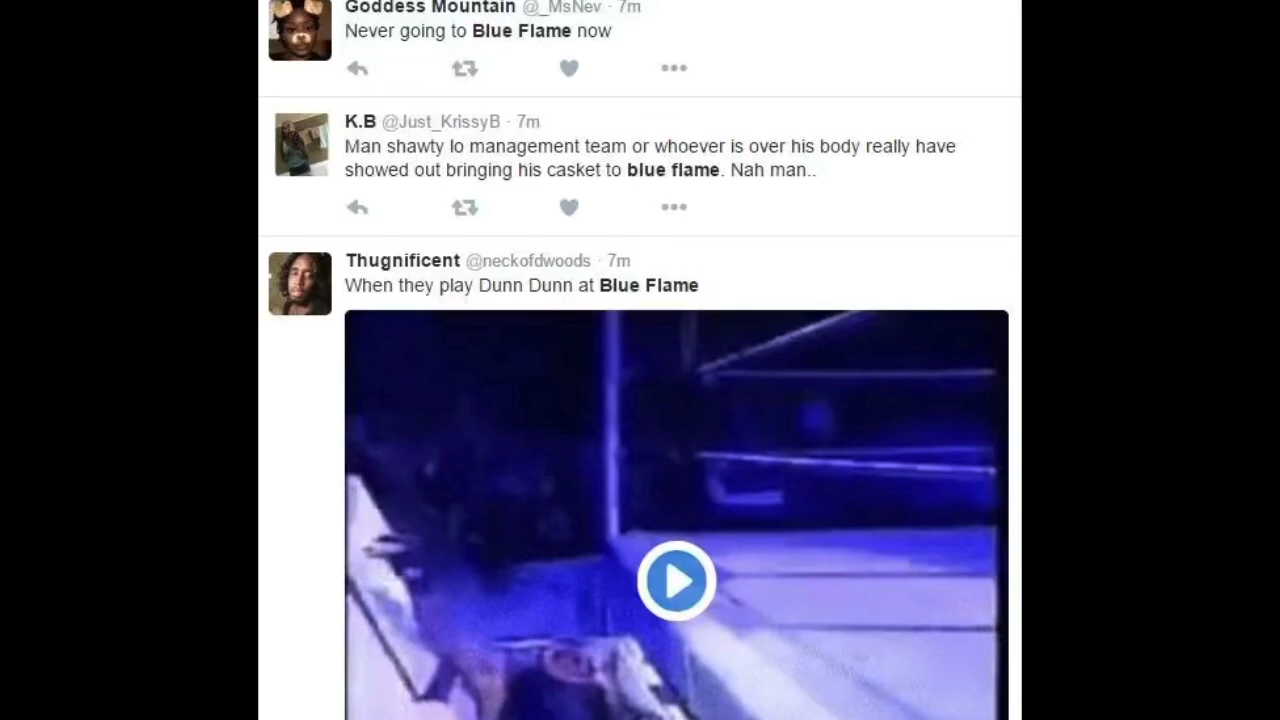 Goddess Mountain @_MsNev · 7m
Never going to Blue Flame now
K.B @Just_KrissyB · 7m
Man shawty lo management team or whoever is over his body really have
showed out bringing his casket to blue flame. Nah man..
Thugnificent @neckofdwoods · 7m
When they play Dunn Dunn at Blue Flame